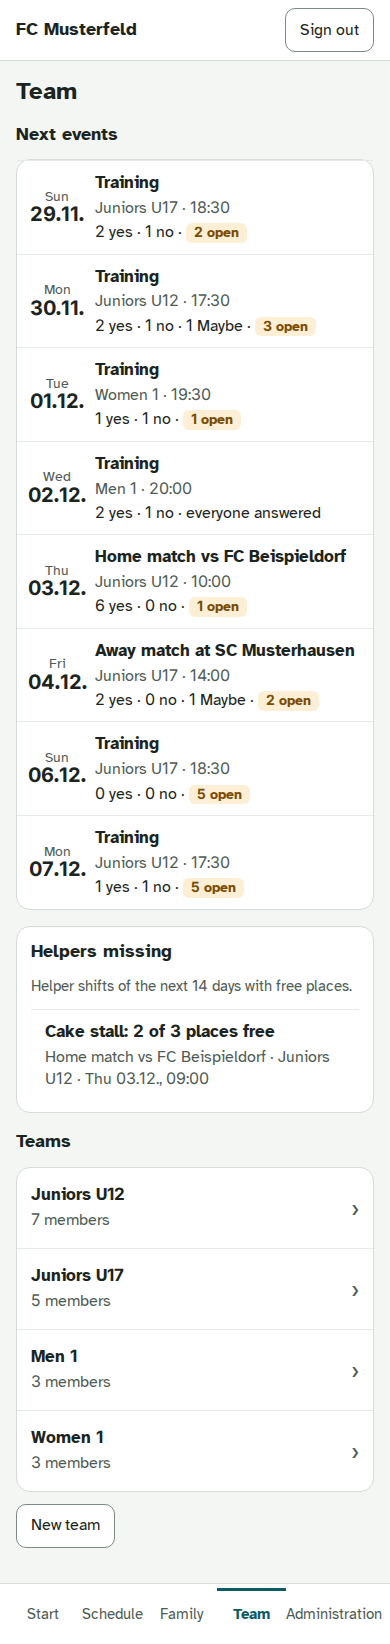 FC Musterfeld
Sign out
Team
Next events
Sun
29.11.
Training
Juniors U17 · 18:30
2 yes · 1 no · 2 open
Mon
30.11.
Training
Juniors U12 · 17:30
2 yes · 1 no · 1 Maybe · 3 open
Tue
01.12.
Training
Women 1 · 19:30
1 yes · 1 no · 1 open
Wed
02.12.
Training
Men 1 · 20:00
2 yes · 1 no · everyone answered
Thu
03.12.
Home match vs FC Beispieldorf
Juniors U12 · 10:00
6 yes · 0 no · 1 open
Fri
04.12.
Away match at SC Musterhausen
Juniors U17 · 14:00
2 yes · 0 no · 1 Maybe · 2 open
Sun
06.12.
Training
Juniors U17 · 18:30
0 yes · 0 no · 5 open
Mon
07.12.
Training
Juniors U12 · 17:30
1 yes · 1 no · 5 open
Helpers missing
Helper shifts of the next 14 days with free places.
Cake stall: 2 of 3 places free
Home match vs FC Beispieldorf · Juniors
U12 · Thu 03.12., 09:00
Teams
Juniors U12
7 members
Juniors U17
5 members
Men 1
3 members
Women 1
3 members
New team
Start Schedule Family Team Administration